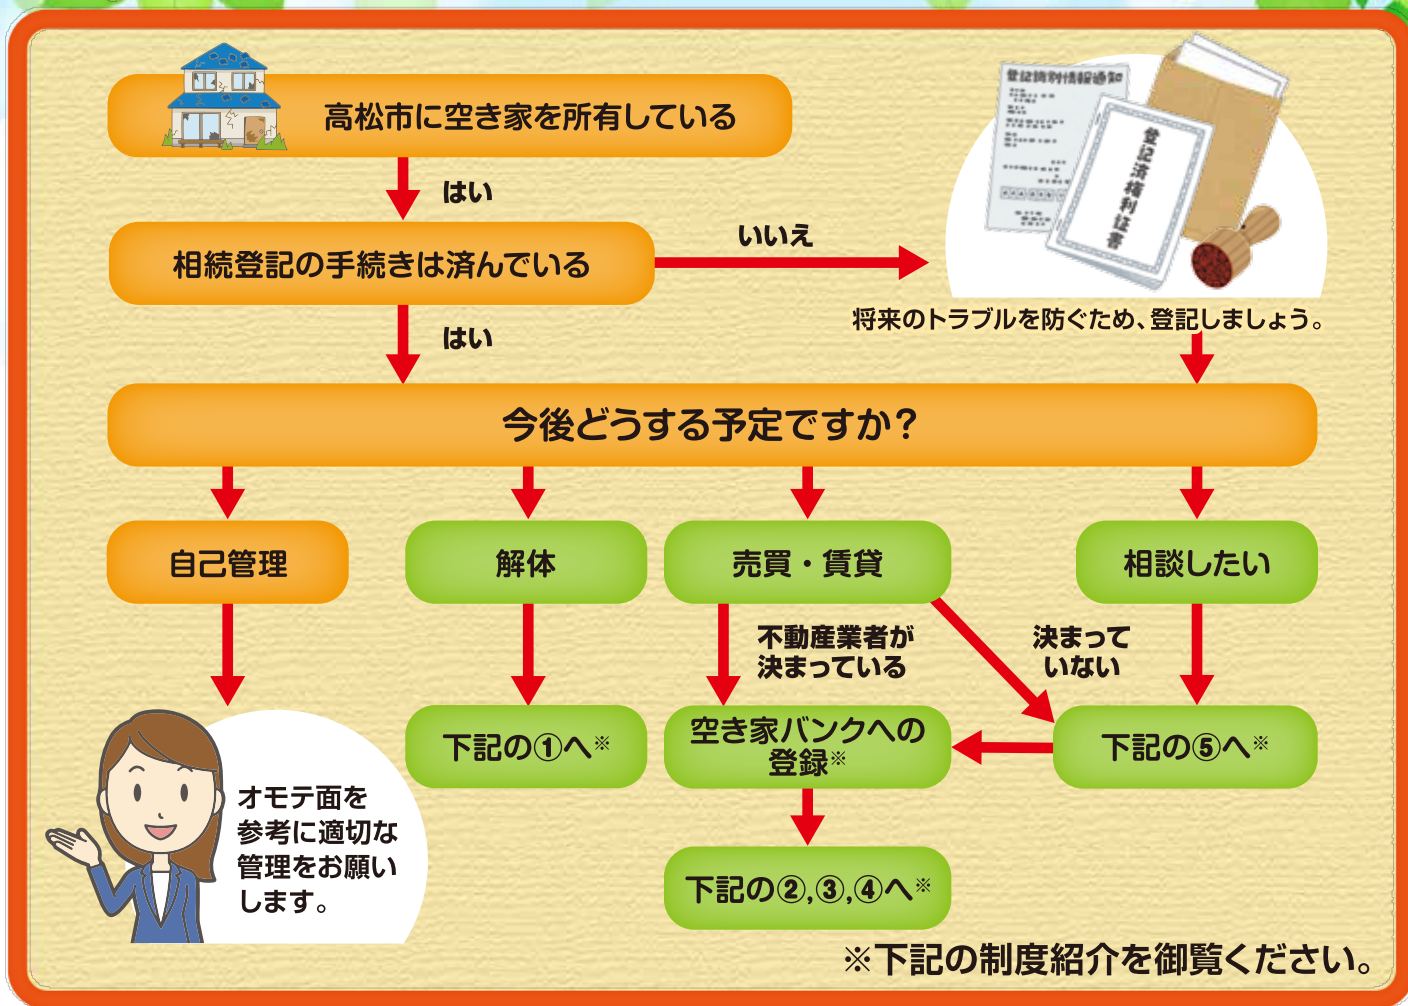 高松市に空き家を所有している
はい
相続登記の手続きは済んでいる
いいえ
登記識別情報通知
登記済権利証書
将来のトラブルを防ぐため、登記しましょう。
はい
今後どうする予定ですか？
自己管理
解体
売買・賃貸
相談したい
不動産業者が
決まっている
決まって
いない
下記の①へ※
空き家バンクへの
登録※
下記の⑤へ※
オモテ面を
参考に適切な
管理をお願い
します。
下記の②,③,④へ※
※下記の制度紹介を御覧ください。